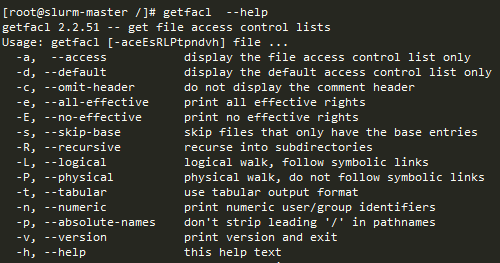 [root@slurm-master /]# getfacl  --help
getfacl 2.2.51 -- get file access control lists
Usage: getfacl [-aceEsRLPtpndvh] file ...
  -a, --access            display the file access control list only
  -d, --default           display the default access control list only
  -c, --omit-header       do not display the comment header
  -e, --all-effective     print all effective rights
  -E, --no-effective      print no effective rights
  -s, --skip-base         skip files that only have the base entries
  -R, --recursive         recurse into subdirectories
  -L, --logical           logical walk, follow symbolic links
  -P, --physical          physical walk, do not follow symbolic links
  -t, --tabular           use tabular output format
  -n, --numeric           print numeric user/group identifiers
  -p, --absolute-names    don't strip leading '/' in pathnames
  -v, --version           print version and exit
  -h, --help              this help text